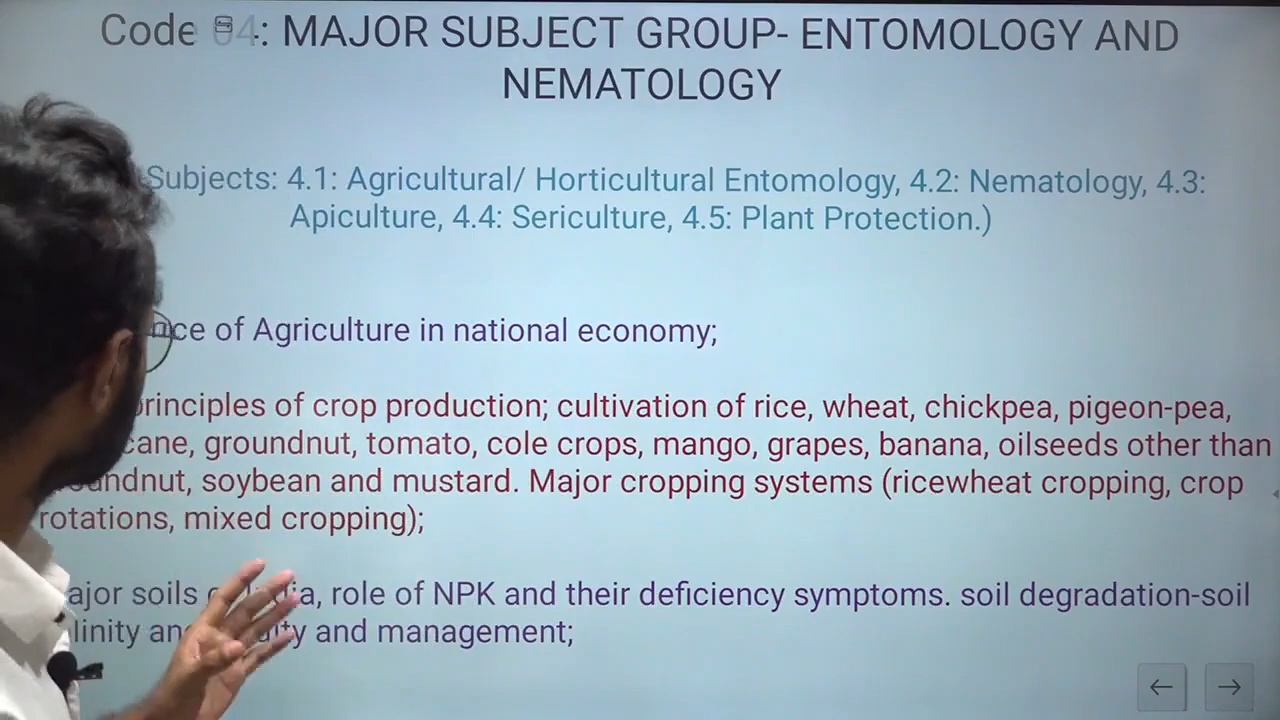 Code 04: MAJOR SUBJECT GROUP- ENTOMOLOGY AND
NEMATOLOGY
Subjects: 4.1: Agricultural/ Horticultural Entomology, 4.2: Nematology, 4.3:
Apiculture, 4.4: Sericulture, 4.5: Plant Protection.)
of Agriculture in national economy;
principles of crop production; cultivation of rice, wheat, chickpea, pigeon-pea,
groundnut, tomato, cole crops, mango, grapes, banana, oilseeds other than
soybean and mustard. Major cropping systems (ricewheat cropping, crop
rotations, mixed cropping);
soils role of NPK and their deficiency symptoms. soil degradation-soil
and management;